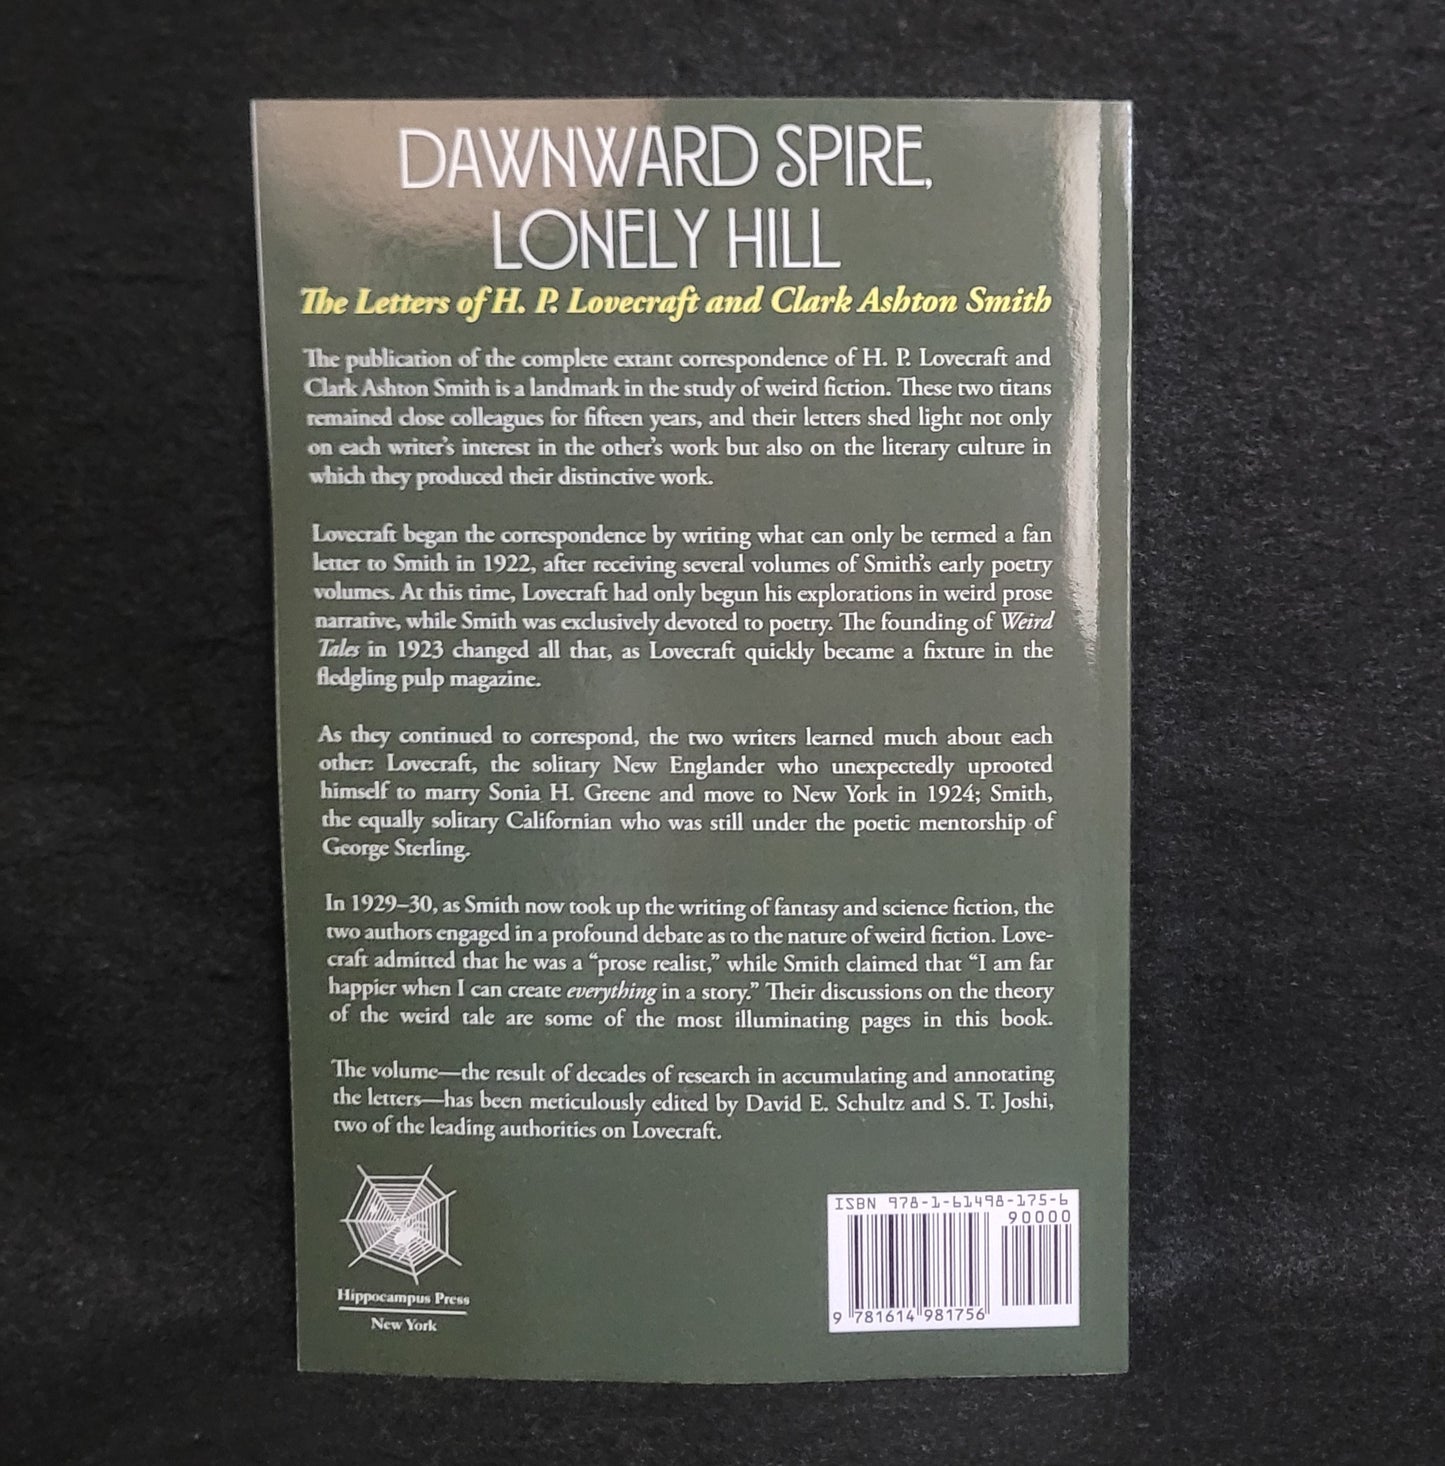 DAWNWARD SPIRE,
LONELY HILL
The Letters of H. P. Lovecraft and Clark Ashton Smith
The publication of the complete extant correspondence of H. P. Lovecraft and
Clark Ashton Smith is a landmark in the study of weird fiction. These two titans
remained close colleagues for fifteen years, and their letters shed light not only
on each writer's interest in the other's work but also on the literary culture in
which they produced their distinctive work.
Lovecraft began the correspondence by writing what can only be termed a fan
letter to Smith in 1922, after receiving several volumes of Smith's early poetry
volumes. At this time, Lovecraft had only begun his explorations in weird prose
narrative, while Smith was exclusively devoted to poetry. The founding of Weird
Tales in 1923 changed all that, as Lovecraft quickly became a fixture in the
fledgling pulp magazine.
As they continued to correspond, the two writers learned much about each
other: Lovecraft, the solitary New Englander who unexpectedly uprooted
himself to marry Sonia H. Greene and move to New York in 1924; Smith,
the equally solitary Californian who was still under the poetic mentorship of
George Sterling.
In 1929–30, as Smith now took up the writing of fantasy and science fiction, the
two authors engaged in a profound debate as to the nature of weird fiction. Love-
craft admitted that he was a “prose realist,” while Smith claimed that “I am far
happier when I can create everything in a story.” Their discussions on the theory
of the weird tale are some of the most illuminating pages in this book.
The volume—the result of decades of research in accumulating and annotating
the letters—has been meticulously edited by David E. Schultz and S. T. Joshi,
two of the leading authorities on Lovecraft.
Hippocampus Press
New York
ISBN 978-1-61498-175-6
90000
9 781614 981756